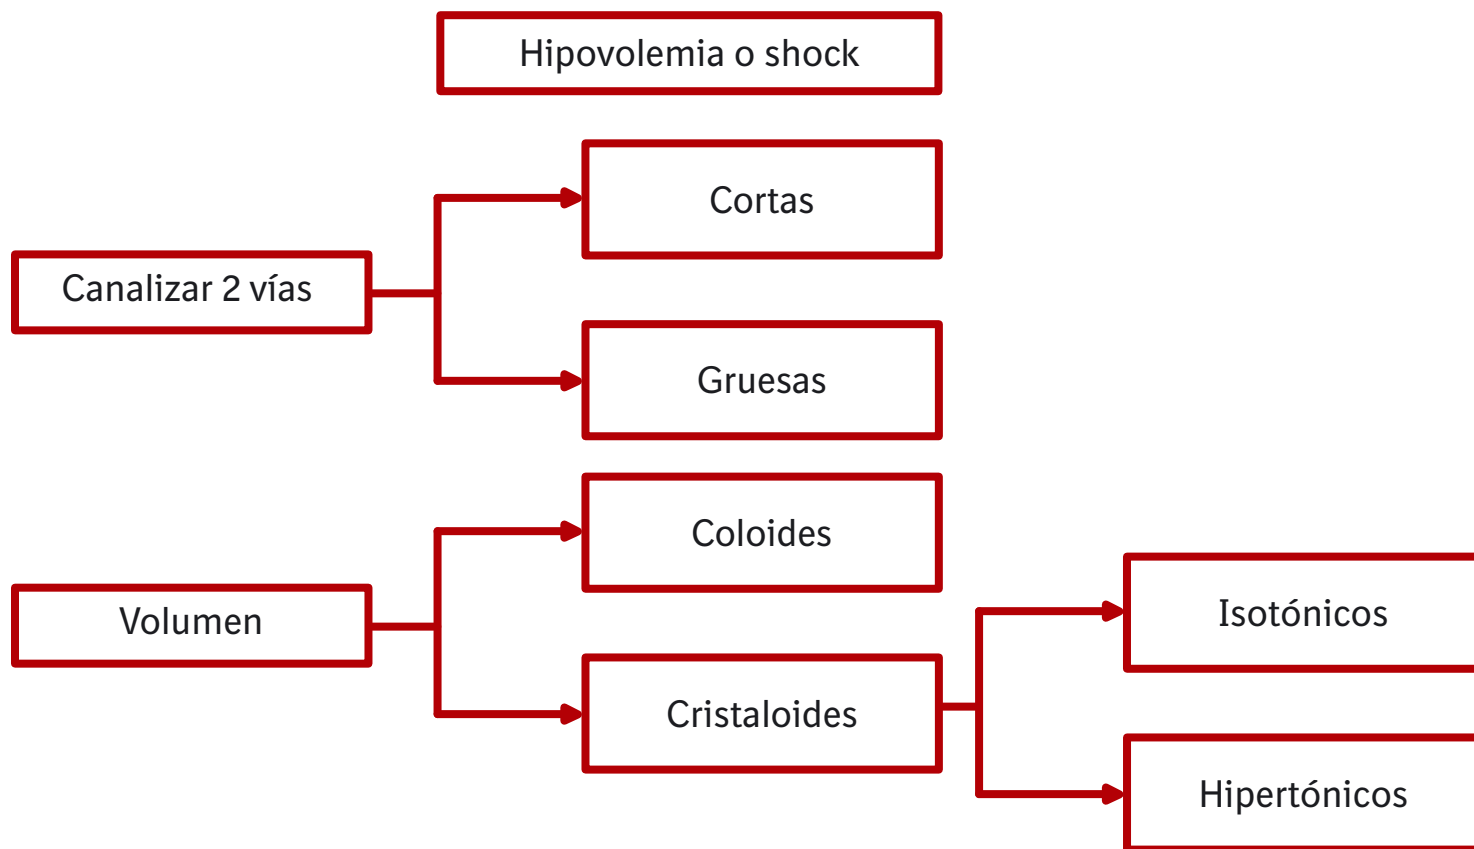 Hipovolemia o shock
Cortas
Canalizar 2 vías
Gruesas
Coloides
Volumen
Isotónicos
Cristaloides
Hipertónicos